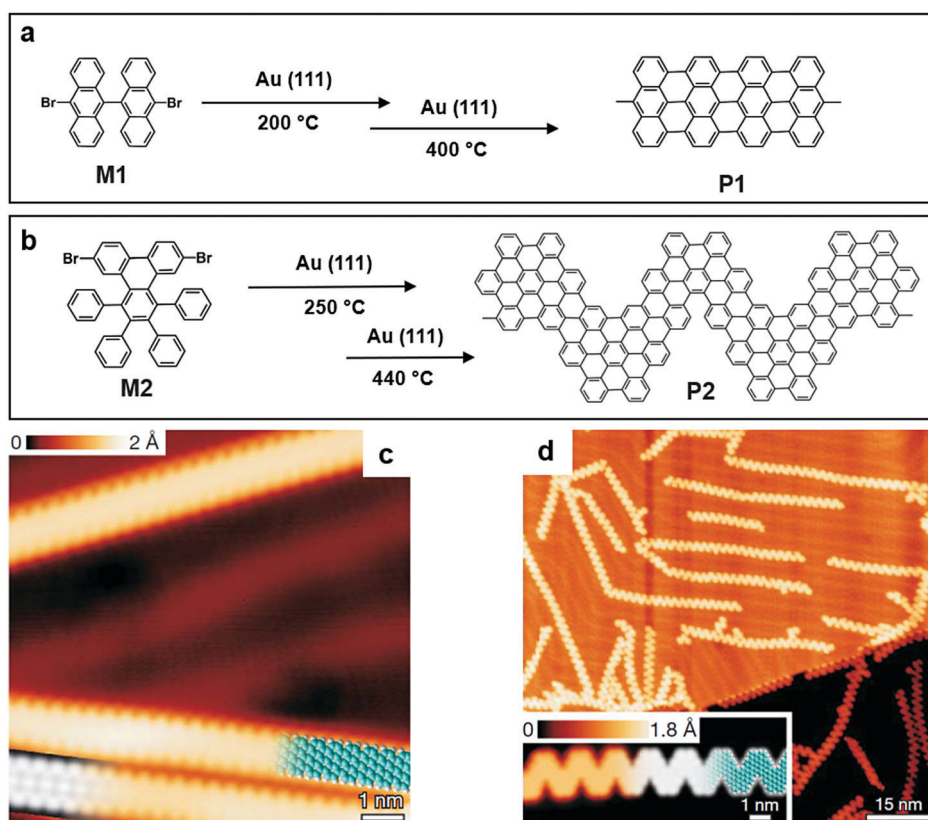 a
Br
Br
M1
Au (111)
200 °C
Au (111)
400 °C
P1
b
Br
Br
M2
Au (111)
250 °C
Au (111)
440 °C
P2
0 2 Å
c
1 nm
d
0 1.8 Å
1 nm
15 nm